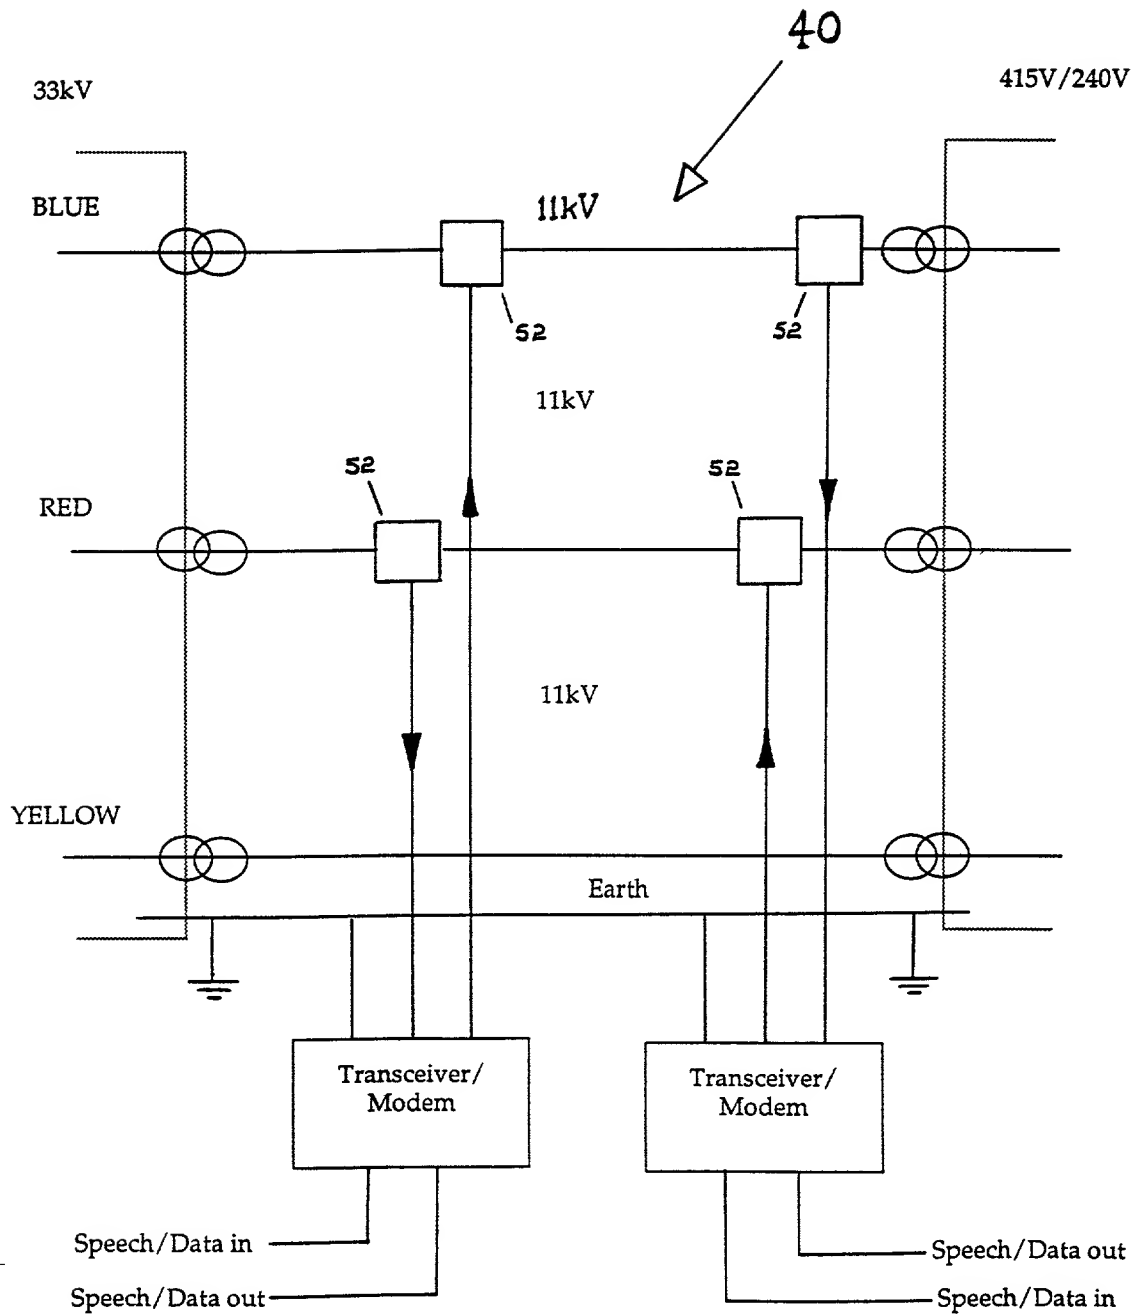 40
33kV
415V/240V
BLUE
11kV
52
52
11kV
52
52
RED
11kV
YELLOW
Earth
Transceiver/
Modem
Transceiver/
Modem
Speech/Data in
Speech/Data out
Speech/Data out
Speech/Data in